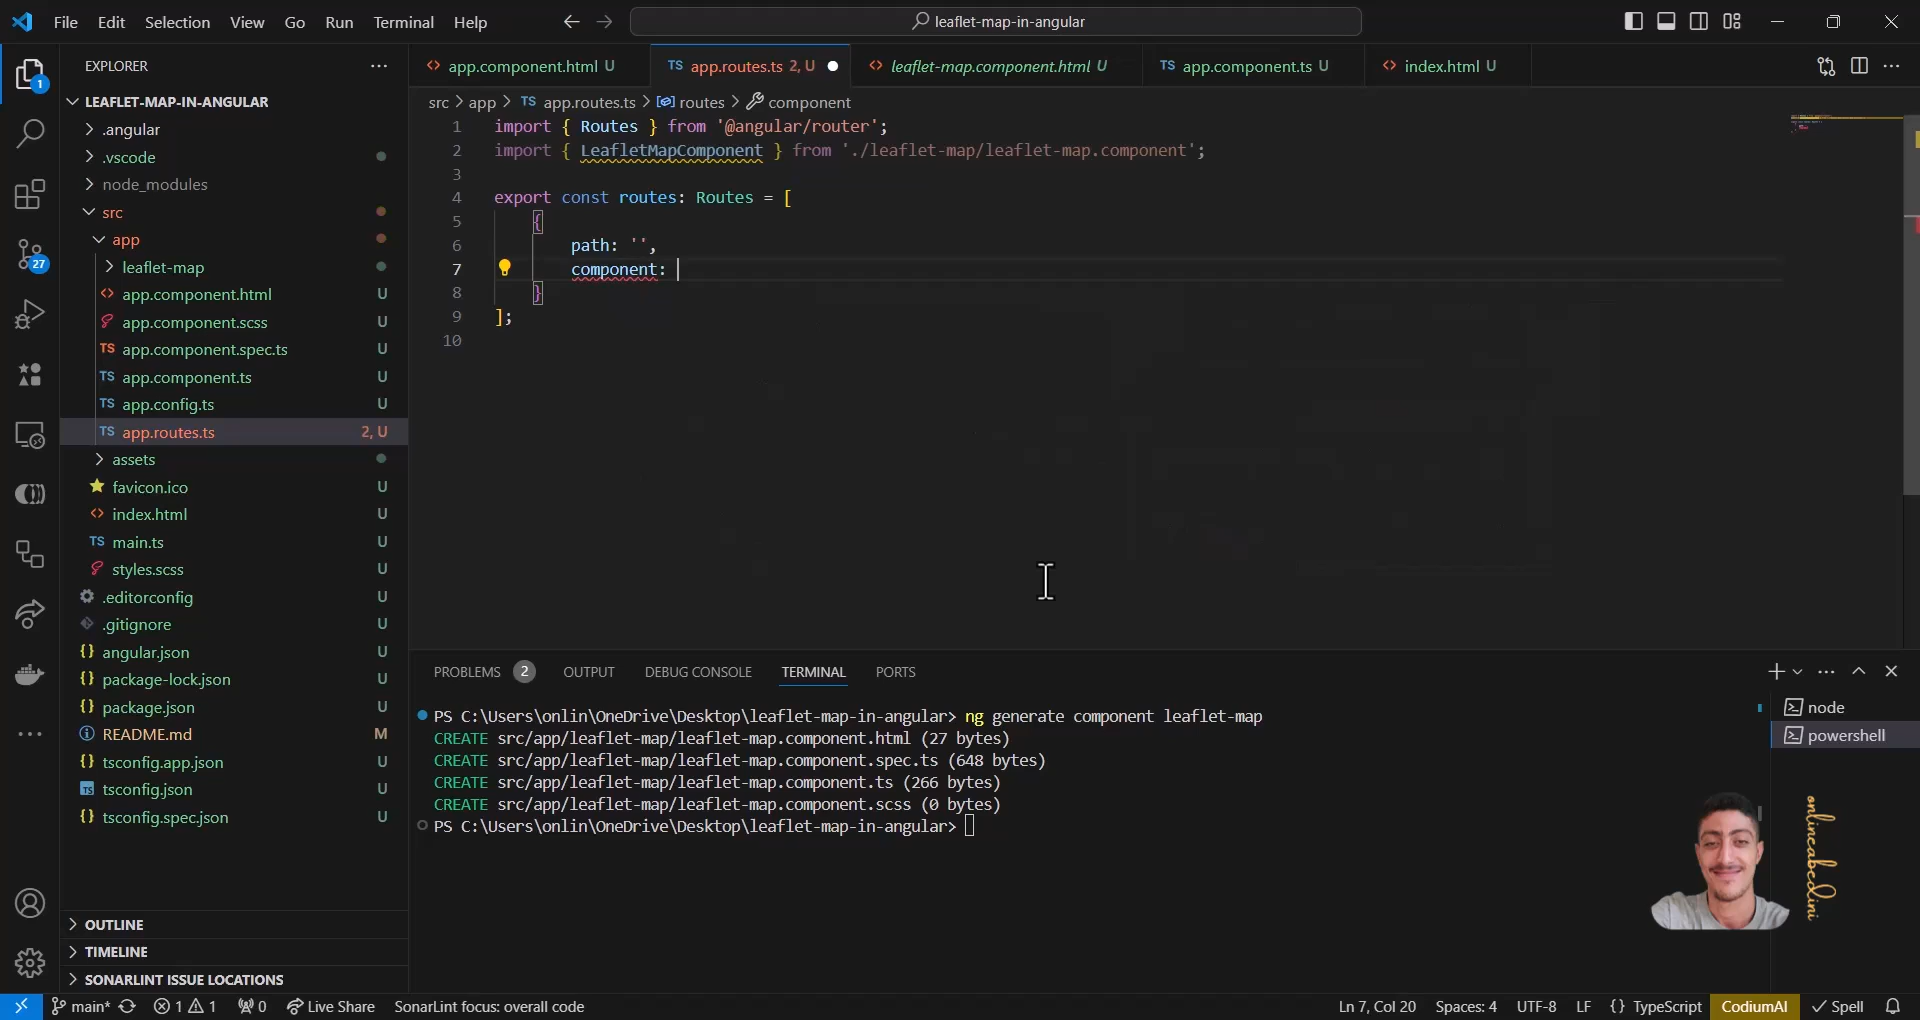 File Edit Selection View Go Run Terminal Help
leaflet-map-in-angular
EXPLORER
LEAFLET-MAP-IN-ANGULAR
.angular
.vscode
node_modules
src
app
leaflet-map
app.component.html U
app.component.scss U
app.component.spec.ts U
app.component.ts U
app.config.ts U
app.routes.ts 2, U
assets
favicon.ico U
index.html U
main.ts U
styles.scss U
.editorconfig U
.gitignore U
angular.json U
package-lock.json U
package.json U
README.md M
tsconfig.app.json U
tsconfig.json U
tsconfig.spec.json U
OUTLINE
TIMELINE
SONARLINT ISSUE LOCATIONS
1
27
app.component.html U
TS app.routes.ts 2, U
leaflet-map.component.html U
TS app.component.ts U
index.html U
src > app > TS app.routes.ts > routes > component
1 import { Routes } from '@angular/router';
2 import { LeafletMapComponent } from './leaflet-map/leaflet-map.component';
3
4 export const routes: Routes = [
5 {
6 path: '',
7 component:
8 }
9 ];
10
PROBLEMS 2 OUTPUT DEBUG CONSOLE TERMINAL PORTS
PS C:\Users\onlin\OneDrive\Desktop\leaflet-map-in-angular> ng generate component leaflet-map
CREATE src/app/leaflet-map/leaflet-map.component.html (27 bytes)
CREATE src/app/leaflet-map/leaflet-map.component.spec.ts (648 bytes)
CREATE src/app/leaflet-map/leaflet-map.component.ts (266 bytes)
CREATE src/app/leaflet-map/leaflet-map.component.scss (0 bytes)
PS C:\Users\onlin\OneDrive\Desktop\leaflet-map-in-angular>
node
powershell
onlineabedini
main* 1 1 0 Live Share SonarLint focus: overall code
Ln 7, Col 20 Spaces: 4 UTF-8 LF {} TypeScript CodiumAI Spell